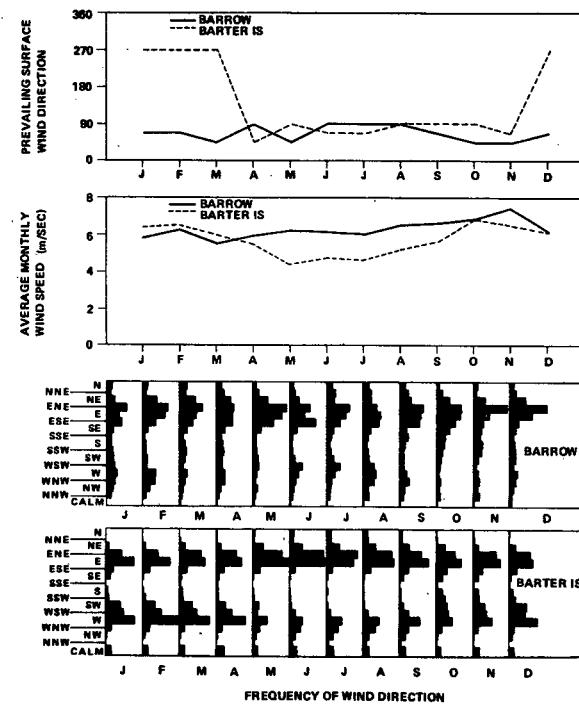 PREVAILING SURFACE
WIND DIRECTION
360
270
180
80
0
BARROW
BARTER IS
J F M A M J J A S O N D
AVERAGE MONTHLY
WIND SPEED (m/SEC)
8
6
4
2
0
BARROW
BARTER IS
J F M A M J J A S O N D
N
NNE NE
ENE E
ESE SE
SSE S
SSW SW
WSW W
WNW NW
NNW CALM
BARROW
J F M A M J J A S O N D
N
NNE NE
ENE E
ESE SE
SSE S
SSW SW
WSW W
WNW NW
NNW CALM
BARTER IS
J F M A M J J A S O N D
FREQUENCY OF WIND DIRECTION